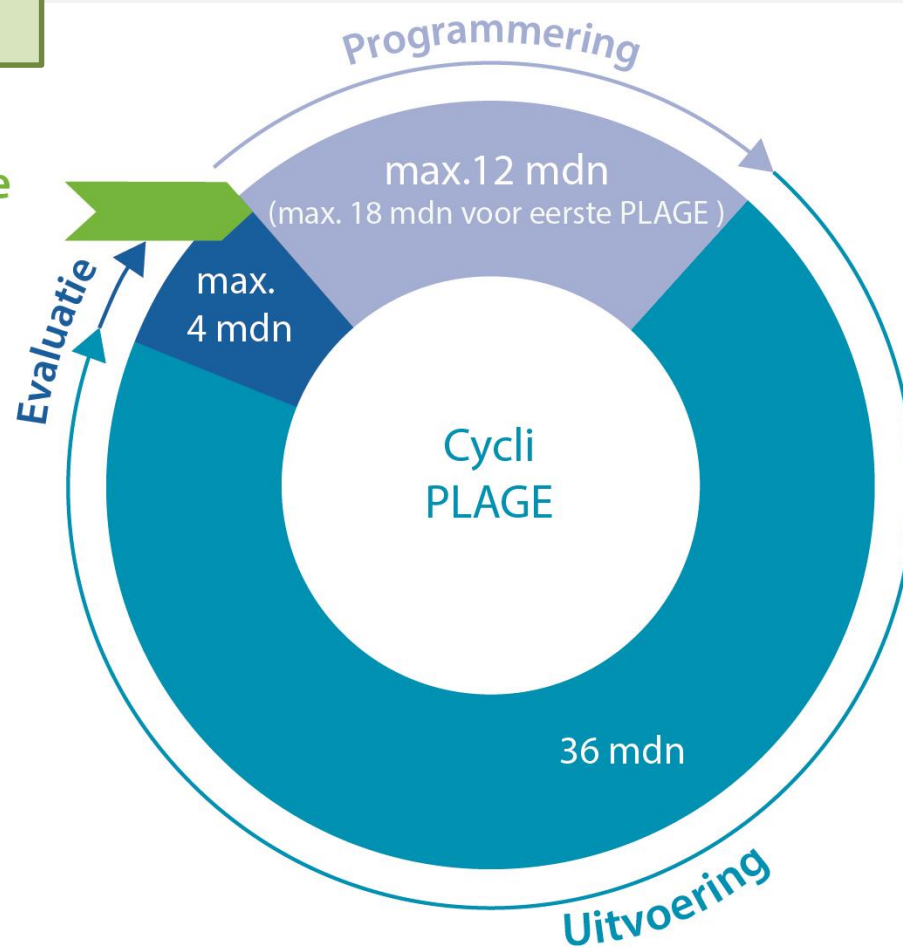 Programmering
max.12 mdn
(max. 18 mdn voor eerste PLAGE )
e
max.
4 mdn
Evaluatie
Cycli
PLAGE
36 mdn
Uitvoering